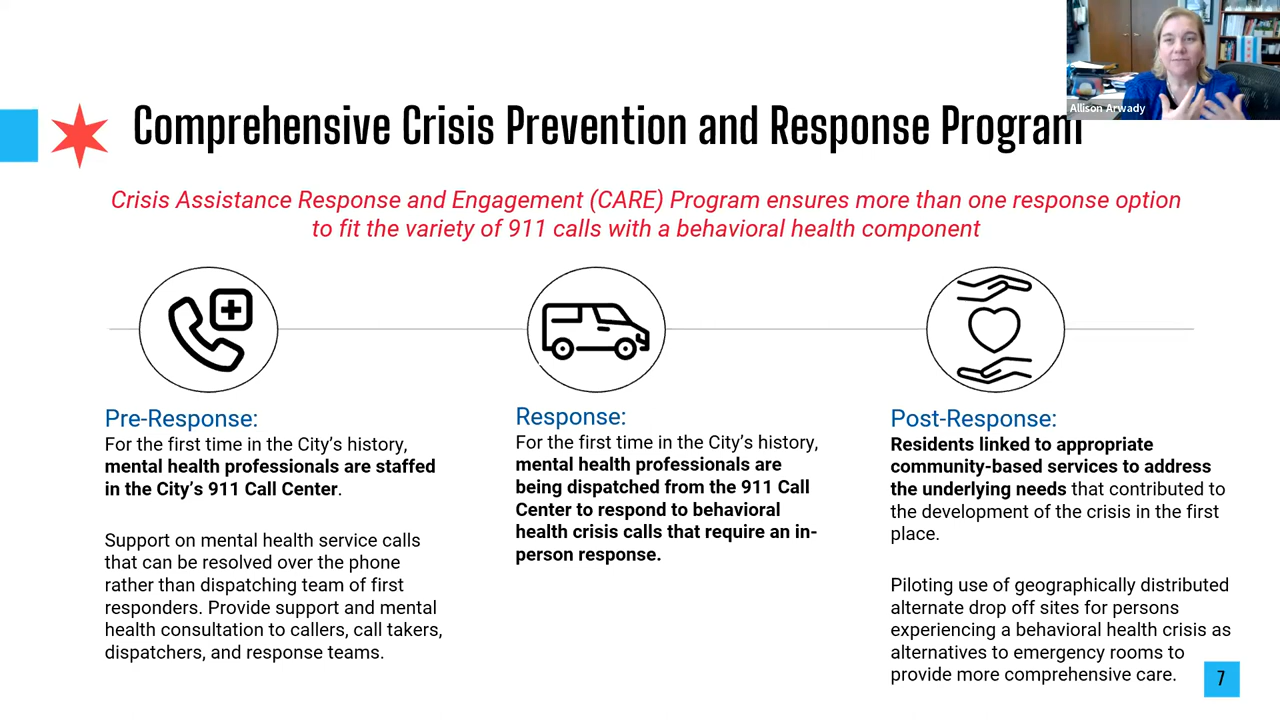 Allison Arwady
Comprehensive Crisis Prevention and Response Program
Crisis Assistance Response and Engagement (CARE) Program ensures more than one response option
to fit the variety of 911 calls with a behavioral health component
Pre-Response:
For the first time in the City’s history,
mental health professionals are staffed
in the City’s 911 Call Center.
Support on mental health service calls
that can be resolved over the phone
rather than dispatching team of first
responders. Provide support and mental
health consultation to callers, call takers,
dispatchers, and response teams.
Response:
For the first time in the City’s history,
mental health professionals are
being dispatched from the 911 Call
Center to respond to behavioral
health crisis calls that require an in-
person response.
Post-Response:
Residents linked to appropriate
community-based services to address
the underlying needs that contributed to
the development of the crisis in the first
place.
Piloting use of geographically distributed
alternate drop off sites for persons
experiencing a behavioral health crisis as
alternatives to emergency rooms to
provide more comprehensive care.
7